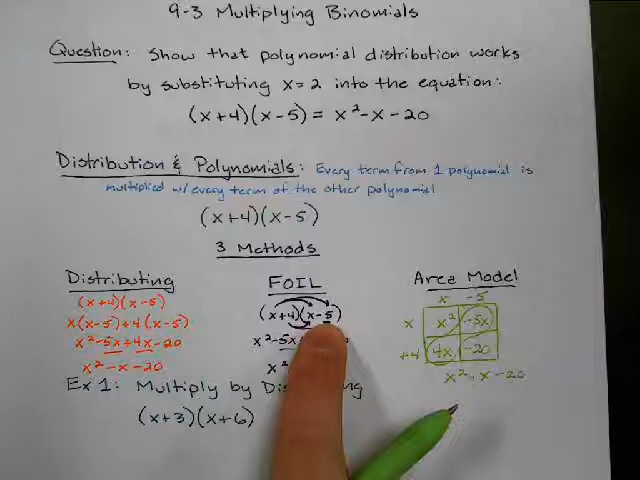 9-3 Multiplying Binomials
Question: Show that polynomial distribution works
by substituting x = 2 into the equation:
(x+4)(x-5) = x²-x-20
Distribution & Polynomials: Every term from 1 polynomial is
multiplied w/every term of the other polynomial
(x+4)(x-5)
3 Methods
Distributing
(x+4)(x-5)
x(x-5)+4(x-5)
x²-5x+4x-20
x²-x-20
FOIL
(x+4)(x-5)
x²-5x
x²
Area Model
x -5
x x² -5x
+4 4x -20
x²-x-20
Ex 1: Multiply by Distributing
(x+3)(x+6)